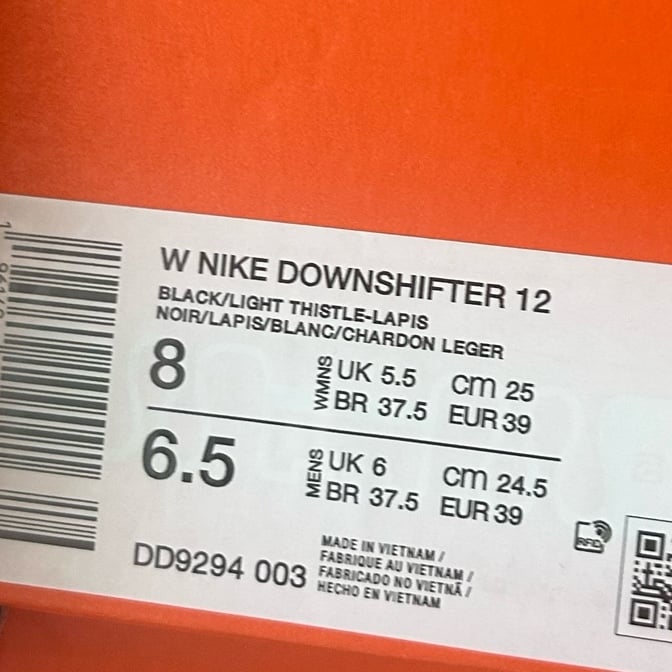 W NIKE DOWNSHIFTER 12
BLACK/LIGHT THISTLE-LAPIS
NOIR/LAPIS/BLANC/CHARDON LEGER
8
WMNS
UK 5.5 cm 25
BR 37.5 EUR 39
6.5
MENS
UK 6 cm 24.5
BR 37.5 EUR 39
DD9294 003
MADE IN VIETNAM /
FABRIQUE AU VIETNAM /
FABRICADO NO VIETNÃ /
HECHO EN VIETNAM
RFID